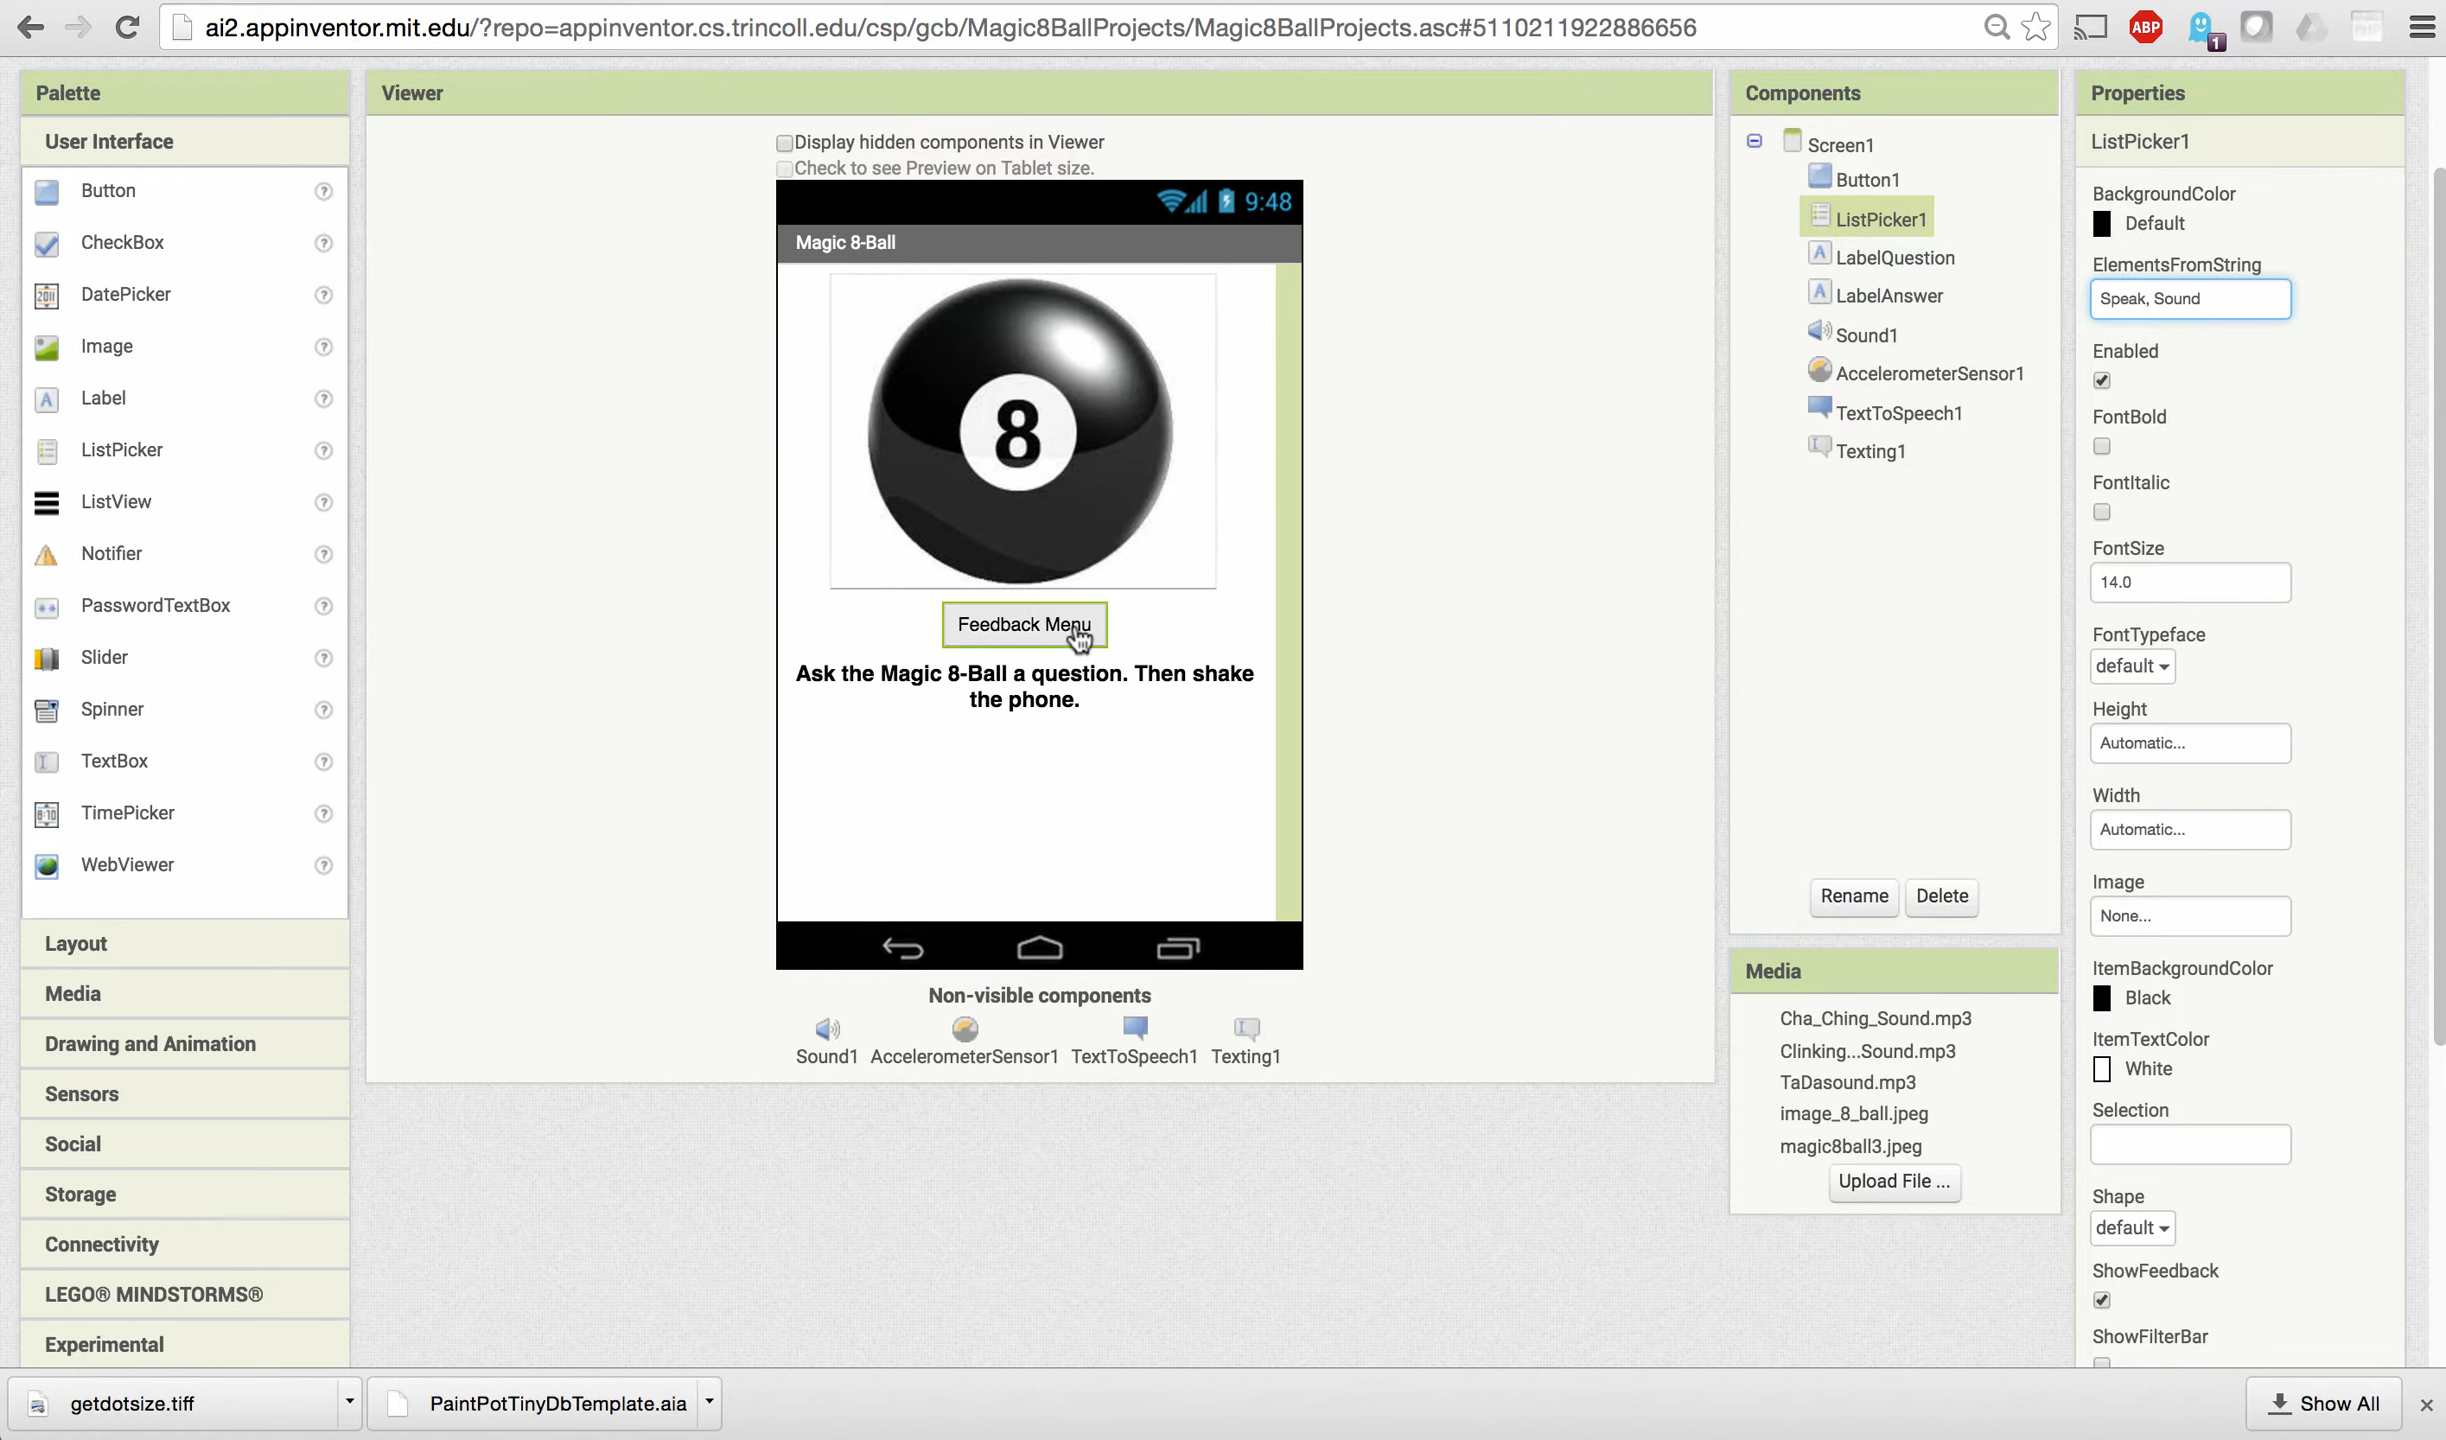 ai2.appinventor.mit.edu/?repo=appinventor.cs.trincoll.edu/csp/gcb/Magic8BallProjects/Magic8BallProjects.asc#5110211922886656
ABP
1
Palette
User Interface
Button
CheckBox
2011
DatePicker
Image
A
Label
ListPicker
ListView
Notifier
PasswordTextBox
Slider
Spinner
TextBox
8:10
TimePicker
WebViewer
Layout
Media
Drawing and Animation
Sensors
Social
Storage
Connectivity
LEGO® MINDSTORMS®
Experimental
Viewer
Display hidden components in Viewer
Check to see Preview on Tablet size.
9:48
Magic 8-Ball
8
Feedback Menu
Ask the Magic 8-Ball a question. Then shake
the phone.
Non-visible components
Sound1 AccelerometerSensor1 TextToSpeech1 Texting1
Components
Screen1
Button1
ListPicker1
A LabelQuestion
A LabelAnswer
Sound1
AccelerometerSensor1
TextToSpeech1
Texting1
Rename Delete
Media
Cha_Ching_Sound.mp3
Clinking...Sound.mp3
TaDasound.mp3
image_8_ball.jpeg
magic8ball3.jpeg
Upload File ...
Properties
ListPicker1
BackgroundColor
Default
ElementsFromString
Speak, Sound
Enabled
FontBold
FontItalic
FontSize
14.0
FontTypeface
default
Height
Automatic...
Width
Automatic...
Image
None...
ItemBackgroundColor
Black
ItemTextColor
White
Selection
Shape
default
ShowFeedback
ShowFilterBar
getdotsize.tiff
PaintPotTinyDbTemplate.aia
Show All